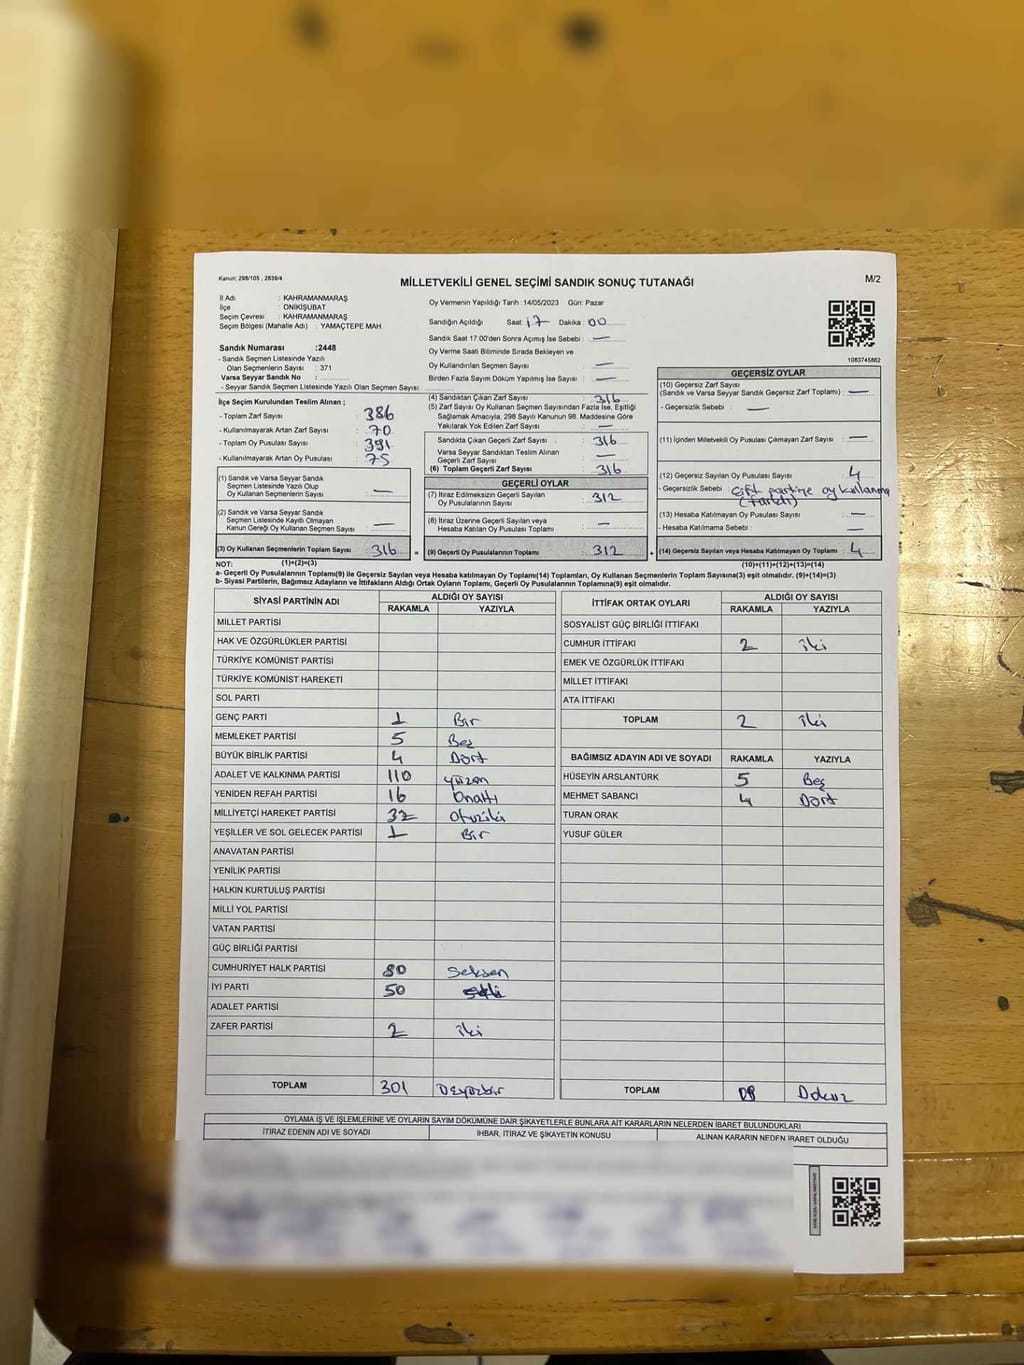 Kanun: 298/105 , 2839/4
MİLLETVEKİLİ GENEL SEÇİMİ SANDIK SONUÇ TUTANAĞI
M/2
İl Adı : KAHRAMANMARAŞ
İlçe : ONİKİŞUBAT
Seçim Çevresi : KAHRAMANMARAŞ
Seçim Bölgesi (Mahalle Adı) : YAMAÇTEPE MAH.
Sandık Numarası :2448
- Sandık Seçmen Listesinde Yazılı
Olan Seçmenlerin Sayısı : 371
Varsa Seyyar Sandık No :
- Seyyar Sandık Seçmen Listesinde Yazılı Olan Seçmen Sayısı:
Oy Vermenin Yapıldığı Tarih : 14/05/2023 Gün: Pazar
Sandığın Açıldığı Saat 17 Dakika : 00
Sandık Saat 17.00'den Sonra Açılmış İse Sebebi : —
Oy Verme Saati Bitiminde Sırada Bekleyen ve
Oy Kullandırılan Seçmen Sayısı : —
Birden Fazla Sayım Döküm Yapılmış İse Sayısı : —
1083745862
İlçe Seçim Kurulundan Teslim Alınan ;
- Toplam Zarf Sayısı : 386
- Kullanılmayarak Artan Zarf Sayısı : 70
- Toplam Oy Pusulası Sayısı : 391
- Kullanılmayarak Artan Oy Pusulası : 75
(1) Sandık ve Varsa Seyyar Sandık
Seçmen Listesinde Yazılı Olup
Oy Kullanan Seçmenlerin Sayısı : —
(2) Sandık ve Varsa Seyyar Sandık
Seçmen Listesinde Kayıtlı Olmayan
Kanun Gereği Oy Kullanan Seçmen Sayısı : —
(3) Oy Kullanan Seçmenlerin Toplam Sayısı : 316
(4) Sandıktan Çıkan Zarf Sayısı : 316
(5) Zarf Sayısı Oy Kullanan Seçmen Sayısından Fazla İse, Eşitliği
Sağlamak Amacıyla; 298 Sayılı Kanunun 98. Maddesine Göre
Yakılarak Yok Edilen Zarf Sayısı : —
Sandıkta Çıkan Geçerli Zarf Sayısı : 316
Varsa Seyyar Sandıktan Teslim Alınan
Geçerli Zarf Sayısı : —
(6) Toplam Geçerli Zarf Sayısı : 316
GEÇERLİ OYLAR
(7) İtiraz Edilmeksizin Geçerli Sayılan
Oy Pusulalarının Sayısı : 312
(8) İtiraz Üzerine Geçerli Sayılan veya
Hesaba Katılan Oy Pusulası Toplamı : —
= (9) Geçerli Oy Pusulalarının Toplamı : 312
GEÇERSİZ OYLAR
(10) Geçersiz Zarf Sayısı
(Sandık ve Varsa Seyyar Sandık Geçersiz Zarf Toplamı) : —
- Geçersizlik Sebebi : —
(11) İçinden Milletvekili Oy Pusulası Çıkmayan Zarf Sayısı : —
(12) Geçersiz Sayılan Oy Pusulası Sayısı : 4
- Geçersizlik Sebebi : Çift partiye oy kullanma
(Farklı)
(13) Hesaba Katılmayan Oy Pusulası Sayısı : —
- Hesaba Katılmama Sebebi : —
+ (14) Geçersiz Sayılan veya Hesaba Katılmayan Oy Toplamı : 4
NOT: (1)+(2)=(3)
(10)+(11)+(12)+(13)=(14)
a- Geçerli Oy Pusulalarının Toplamı(9) ile Geçersiz Sayılan veya Hesaba katılmayan Oy Toplamı(14) Toplamları, Oy Kullanan Seçmenlerin Toplam Sayısına(3) eşit olmalıdır. (9)+(14)=(3)
b- Siyasi Partilerin, Bağımsız Adayların ve İttifakların Aldığı Ortak Oyların Toplamı, Geçerli Oy Pusulalarının Toplamına(9) eşit olmalıdır.
SİYASİ PARTİNİN ADI ALDIĞI OY SAYISI
RAKAMLA YAZIYLA
MİLLET PARTİSİ
HAK VE ÖZGÜRLÜKLER PARTİSİ
TÜRKİYE KOMÜNİST PARTİSİ
TÜRKİYE KOMÜNİST HAREKETİ
SOL PARTİ
GENÇ PARTİ 1 Bir
MEMLEKET PARTİSİ 5 Beş
BÜYÜK BİRLİK PARTİSİ 4 Dört
ADALET VE KALKINMA PARTİSİ 110 yüzon
YENİDEN REFAH PARTİSİ 16 Onaltı
MİLLİYETÇİ HAREKET PARTİSİ 32 Otuziki
YEŞİLLER VE SOL GELECEK PARTİSİ 1 Bir
ANAVATAN PARTİSİ
YENİLİK PARTİSİ
HALKIN KURTULUŞ PARTİSİ
MİLLİ YOL PARTİSİ
VATAN PARTİSİ
GÜÇ BİRLİĞİ PARTİSİ
CUMHURİYET HALK PARTİSİ 80 Seksen
İYİ PARTİ 50
ADALET PARTİSİ
ZAFER PARTİSİ 2 iki
TOPLAM 301 Üçyüzbir
İTTİFAK ORTAK OYLARI ALDIĞI OY SAYISI
RAKAMLA YAZIYLA
SOSYALİST GÜÇ BİRLİĞİ İTTİFAKI
CUMHUR İTTİFAKI 2 iki
EMEK VE ÖZGÜRLÜK İTTİFAKI
MİLLET İTTİFAKI
ATA İTTİFAKI
TOPLAM 2 iki
BAĞIMSIZ ADAYIN ADI VE SOYADI RAKAMLA YAZIYLA
HÜSEYİN ARSLANTÜRK 5 Beş
MEHMET SABANCI 4 Dört
TURAN ORAK
YUSUF GÜLER
TOPLAM 09 Dokuz
OYLAMA İŞ VE İŞLEMLERİNE VE OYLARIN SAYIM DÖKÜMÜNE DAİR ŞİKAYETLERLE BUNLARA AİT KARARLARIN NELERDEN İBARET BULUNDUKLARI
İTİRAZ EDENİN ADI VE SOYADI İHBAR, İTİRAZ VE ŞİKAYETİN KONUSU ALINAN KARARIN NEDEN İBARET OLDUĞU